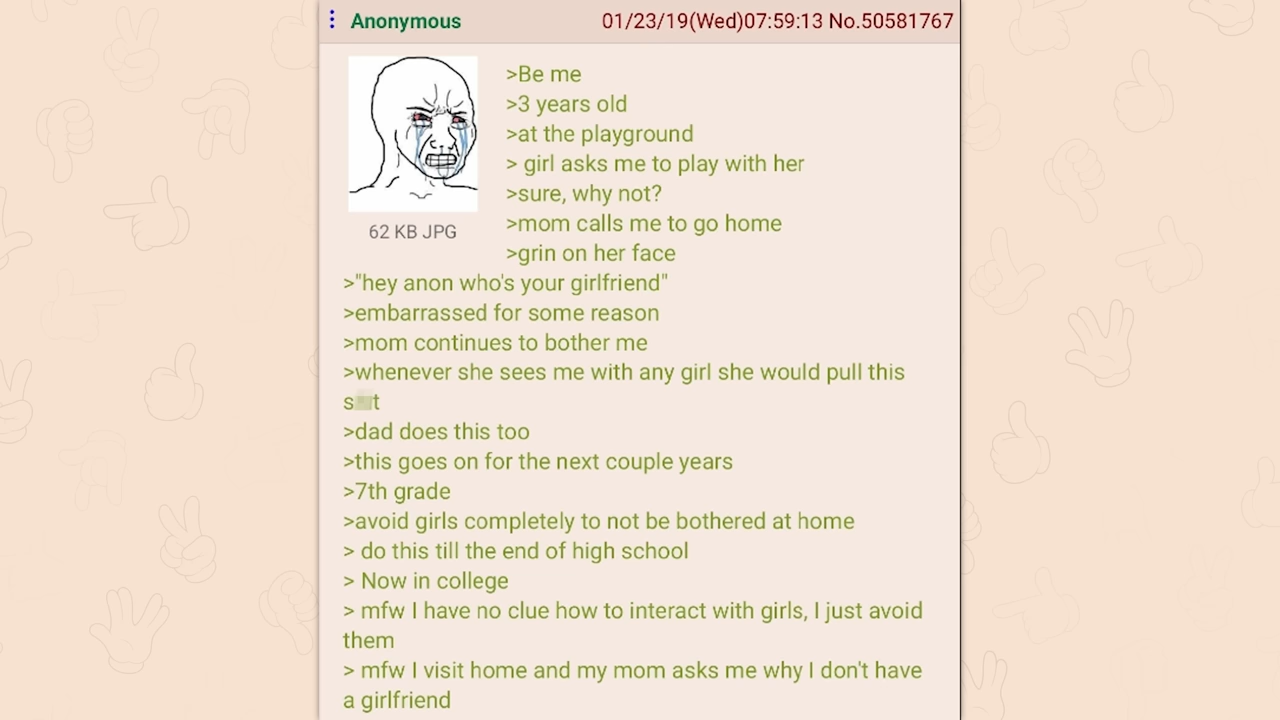 Anonymous 01/23/19(Wed)07:59:13 No.50581767
>Be me
>3 years old
>at the playground
> girl asks me to play with her
>sure, why not?
>mom calls me to go home
62 KB JPG
>grin on her face
>"hey anon who's your girlfriend"
>embarrassed for some reason
>mom continues to bother me
>whenever she sees me with any girl she would pull this
>dad does this too
>this goes on for the next couple years
>7th grade
>avoid girls completely to not be bothered at home
> do this till the end of high school
> Now in college
> mfw I have no clue how to interact with girls, I just avoid
them
> mfw I visit home and my mom asks me why I don't have
a girlfriend